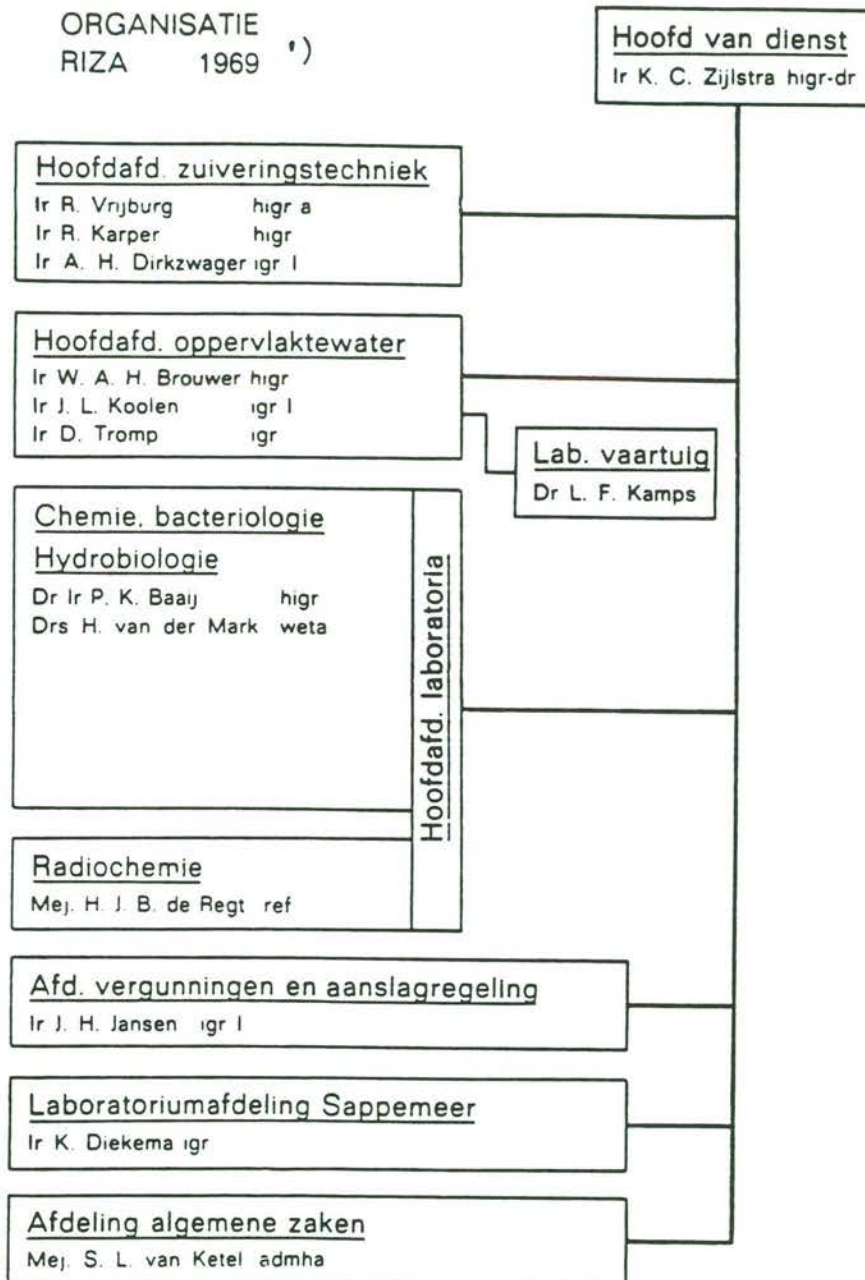 ORGANISATIE
RIZA 1969 ')
Hoofd van dienst
Ir K. C. Zijlstra higr-dr
Hoofdafd. zuiveringstechniek
Ir R. Vrijburg higr a
Ir R. Karper higr
Ir A. H. Dirkzwager igr I
Hoofdafd. oppervlaktewater
Ir W. A. H. Brouwer higr
Ir J. L. Koolen igr I
Ir D. Tromp igr
Lab. vaartuig
Dr L. F. Kamps
Chemie, bacteriologie
Hydrobiologie
Dr Ir P. K. Baaij higr
Drs H. van der Mark weta
Hoofdafd. laboratoria
Radiochemie
Mej. H. J. B. de Regt ref
Afd. vergunningen en aanslagregeling
Ir J. H. Jansen igr I
Laboratoriumafdeling Sappemeer
Ir K. Diekema igr
Afdeling algemene zaken
Mej. S. L. van Ketel admha